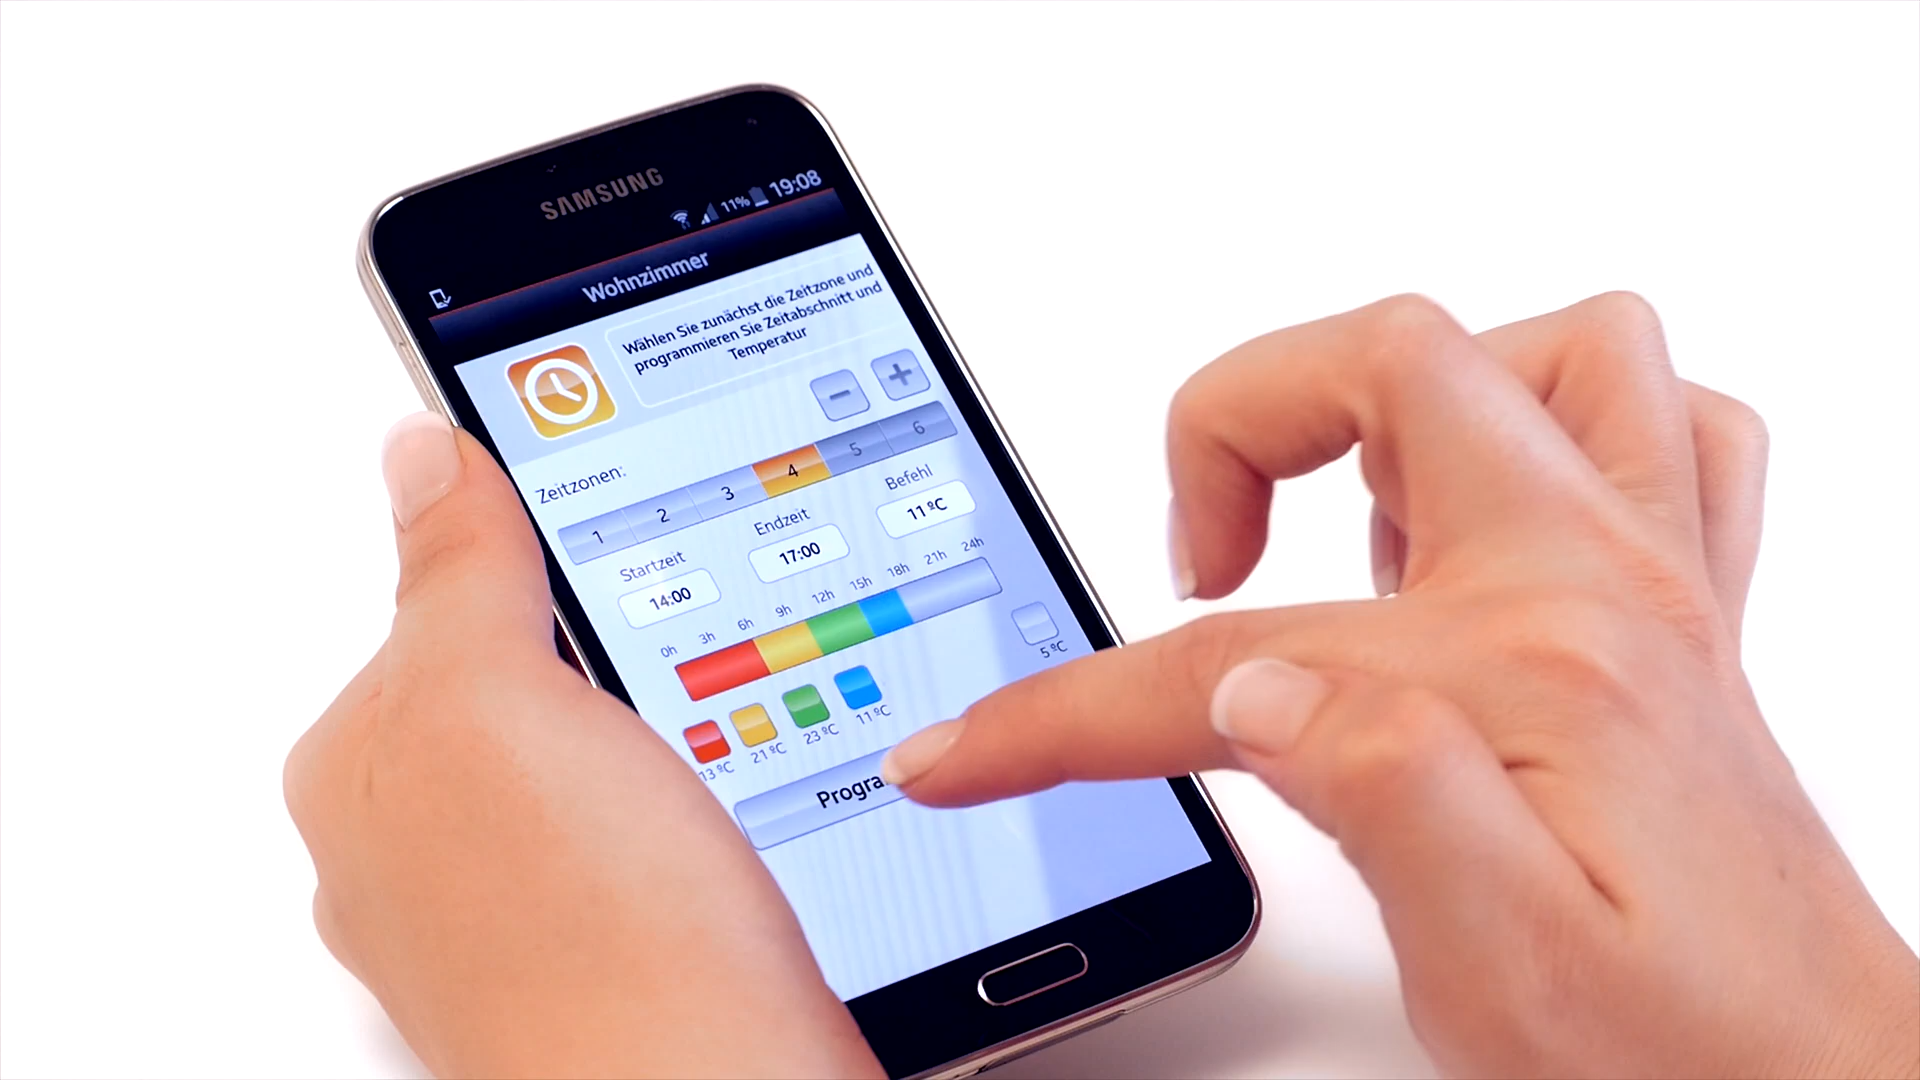 SAMSUNG
11% 19:08
Wohnzimmer
Wählen Sie zunächst die Zeitzone und
programmieren Sie Zeitabschnitt und
Temperatur
− +
Zeitzonen:
1 2 3 4 5 6
Startzeit Endzeit Befehl
14:00 17:00 11 ºC
0h 3h 6h 9h 12h 15h 18h 21h 24h
13 ºC 21 ºC 23 ºC 11 ºC 5 ºC